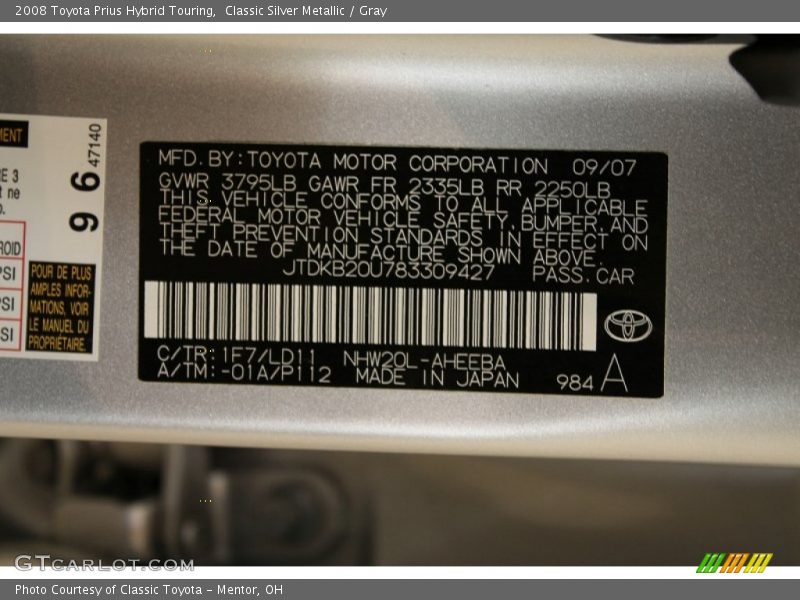 2008 Toyota Prius Hybrid Touring,  Classic Silver Metallic / Gray
MENT
47140
96
RE 3
t ne
ROID
PSI
PSI
SI
POUR DE PLUS
AMPLES INFOR-
MATIONS, VOIR
LE MANUEL DU
PROPRIÉTAIRE.
MFD. BY: TOYOTA MOTOR CORPORATION 09/07
GVWR 3795LB GAWR FR 2335LB RR 2250LB
THIS VEHICLE CONFORMS TO ALL APPLICABLE
FEDERAL MOTOR VEHICLE SAFETY, BUMPER, AND
THEFT PREVENTION STANDARDS IN EFFECT ON
THE DATE OF MANUFACTURE SHOWN ABOVE.
JTDKB20U783309427 PASS. CAR
C/TR: 1F7/LD11 NHW20L-AHEEBA
A/TM: -01A/P112 MADE IN JAPAN 984 A
GTCARLOT.COM
Photo Courtesy of Classic Toyota - Mentor, OH